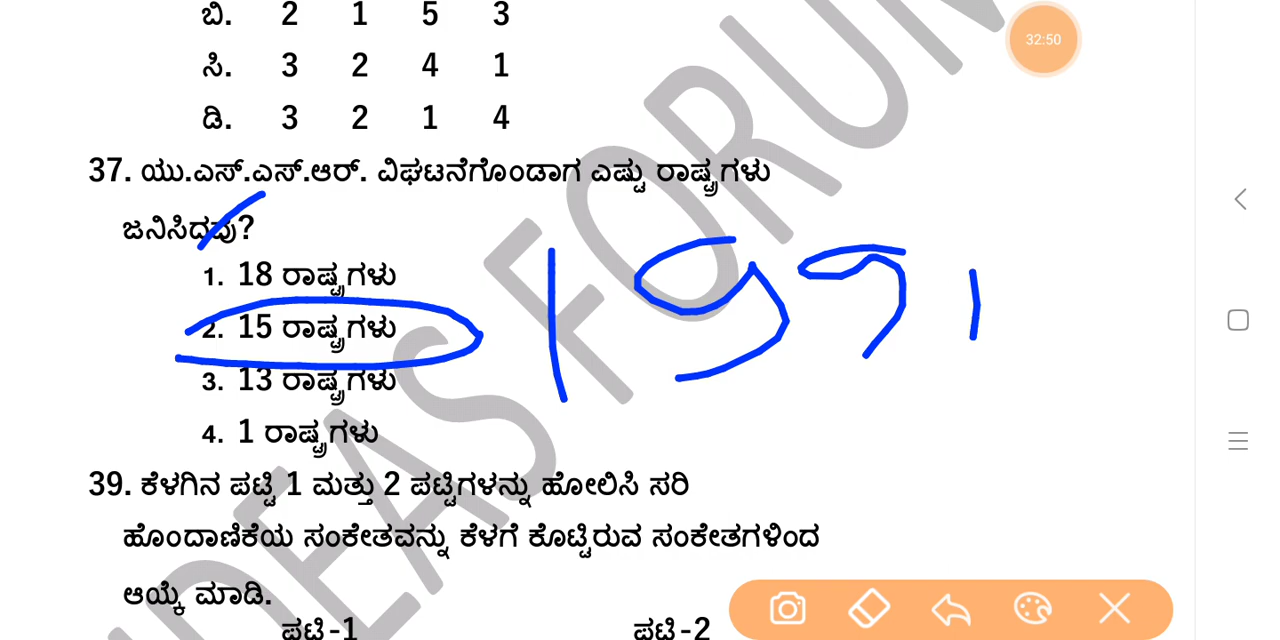 ಬಿ. 2 1 5 3
32:50
ಸಿ. 3 2 4 1
ಡಿ. 3 2 1 4
37. ಯು.ಎಸ್.ಎಸ್.ಆರ್. ವಿಘಟನೆಗೊಂಡಾಗ ಎಷ್ಟು ರಾಷ್ಟ್ರಗಳು
ಜನಿಸಿದವು?
1. 18 ರಾಷ್ಟ್ರಗಳು
2. 15 ರಾಷ್ಟ್ರಗಳು
1991
3. 13 ರಾಷ್ಟ್ರಗಳು
4. 1 ರಾಷ್ಟ್ರಗಳು
39. ಕೆಳಗಿನ ಪಟ್ಟಿ 1 ಮತ್ತು 2 ಪಟ್ಟಿಗಳನ್ನು ಹೋಲಿಸಿ ಸರಿ
ಹೊಂದಾಣಿಕೆಯ ಸಂಕೇತವನ್ನು ಕೆಳಗೆ ಕೊಟ್ಟಿರುವ ಸಂಕೇತಗಳಿಂದ
ಆಯ್ಕೆ ಮಾಡಿ.
ಪಟ್ಟಿ-1 ಪಟ್ಟಿ-2
DEAS FORUM